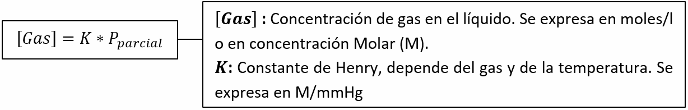 [Gas] = K * P_parcial
[Gas] : Concentración de gas en el líquido. Se expresa en moles/l
o en concentración Molar (M).
K: Constante de Henry, depende del gas y de la temperatura. Se
expresa en M/mmHg